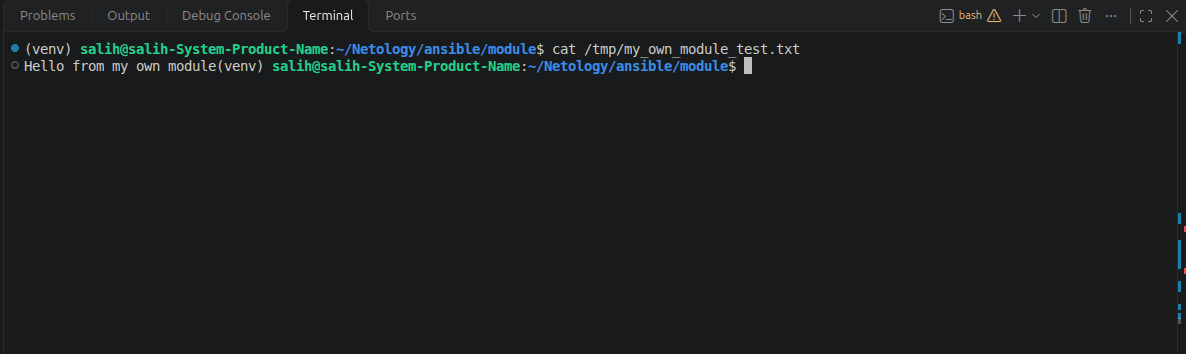 Problems Output Debug Console Terminal Ports bash
(venv) salih@salih-System-Product-Name:~/Netology/ansible/module$ cat /tmp/my_own_module_test.txt
Hello from my own module(venv) salih@salih-System-Product-Name:~/Netology/ansible/module$